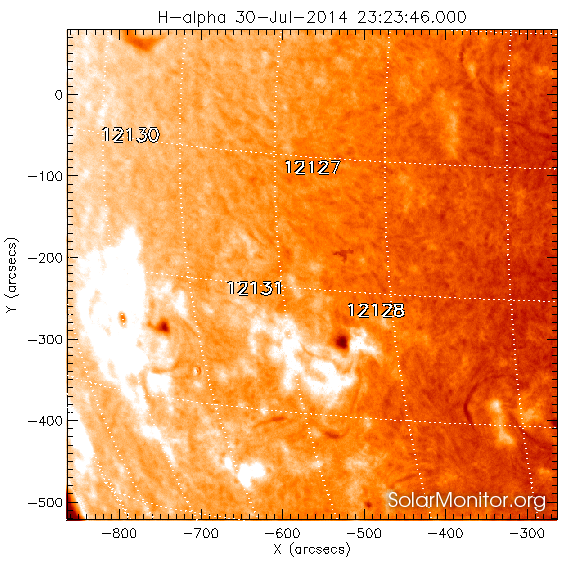 H-alpha 30-Jul-2014 23:23:46.000
0
12130
12127
-100
-200
12131
12128
Y (arcsecs)
-300
-400
-500
SolarMonitor.org
-800 -700 -600 -500 -400 -300
X (arcsecs)